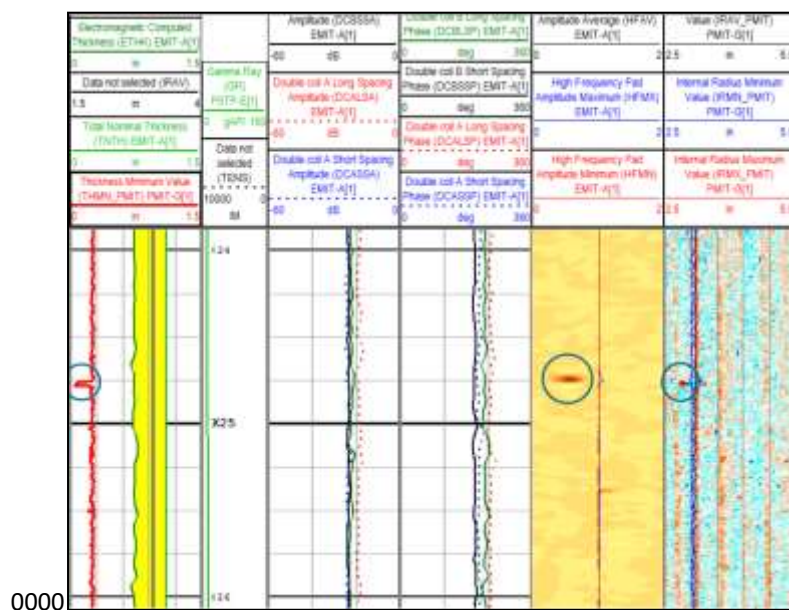 Electromagnetic Computed
Thickness (ETHK) EMIT-A[1]
0 in 1.5
Data not selected (IRAV)
1.5 in 4
Total Nominal Thickness
(TNTH) EMIT-A[1]
0 in 1.5
Thickness Minimum Value
(THMN_PMIT) PMIT-G[1]
0 in 1.5
Gamma Ray
(GR)
0 gAPI 150
Data not
selected
(TENS)
10000 0
Amplitude (DCBSSA)
EMIT-A[1]
-60 dB 0
Double coil A Long Spacing
Amplitude (DCALSA)
EMIT-A[1]
-60 dB 0
Double coil A Short Spacing
Amplitude (DCASSA)
EMIT-A[1]
-60 dB 0
Double coil B Long Spacing
Phase (DCBLSP) EMIT-A[1]
0 deg 360
Double coil B Short Spacing
Phase (DCBSSP) EMIT-A[1]
0 deg 360
Double coil A Long Spacing
Phase (DCALSP) EMIT-A[1]
0 deg 360
Double coil A Short Spacing
Phase (DCASSP) EMIT-A[1]
0 deg 360
Amplitude Average (HFAV)
EMIT-A[1]
0 2
High Frequency Pad
Amplitude Maximum (HFMX)
EMIT-A[1]
0 2
High Frequency Pad
Amplitude Minimum (HFMN)
EMIT-A[1]
0 2
Value (IRAV_PMIT)
PMIT-G[1]
2.5 in
Internal Radius Minimum
Value (IRMN_PMIT)
PMIT-G[1]
2.5 in
Internal Radius Maximum
Value (IRMX_PMIT)
PMIT-G[1]
2.5 in
X24
X25
X26
0000